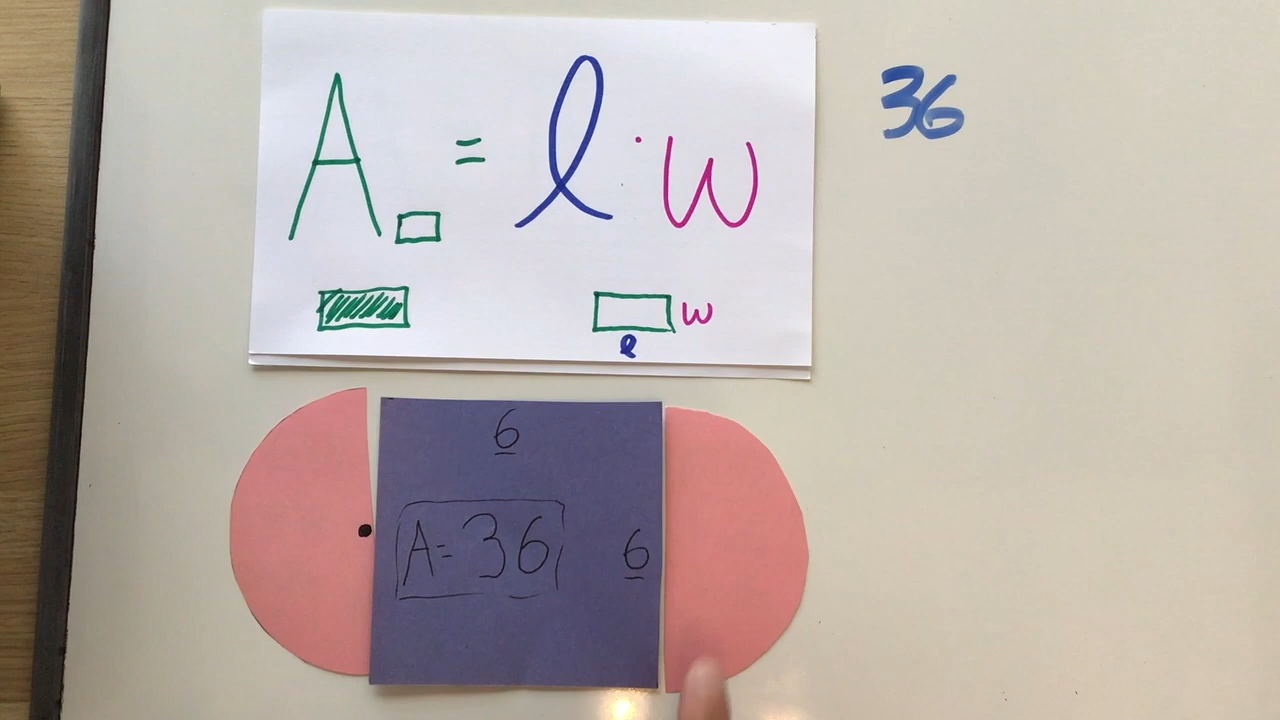 A▭ = l · w
w
l
36
6
A = 36
6